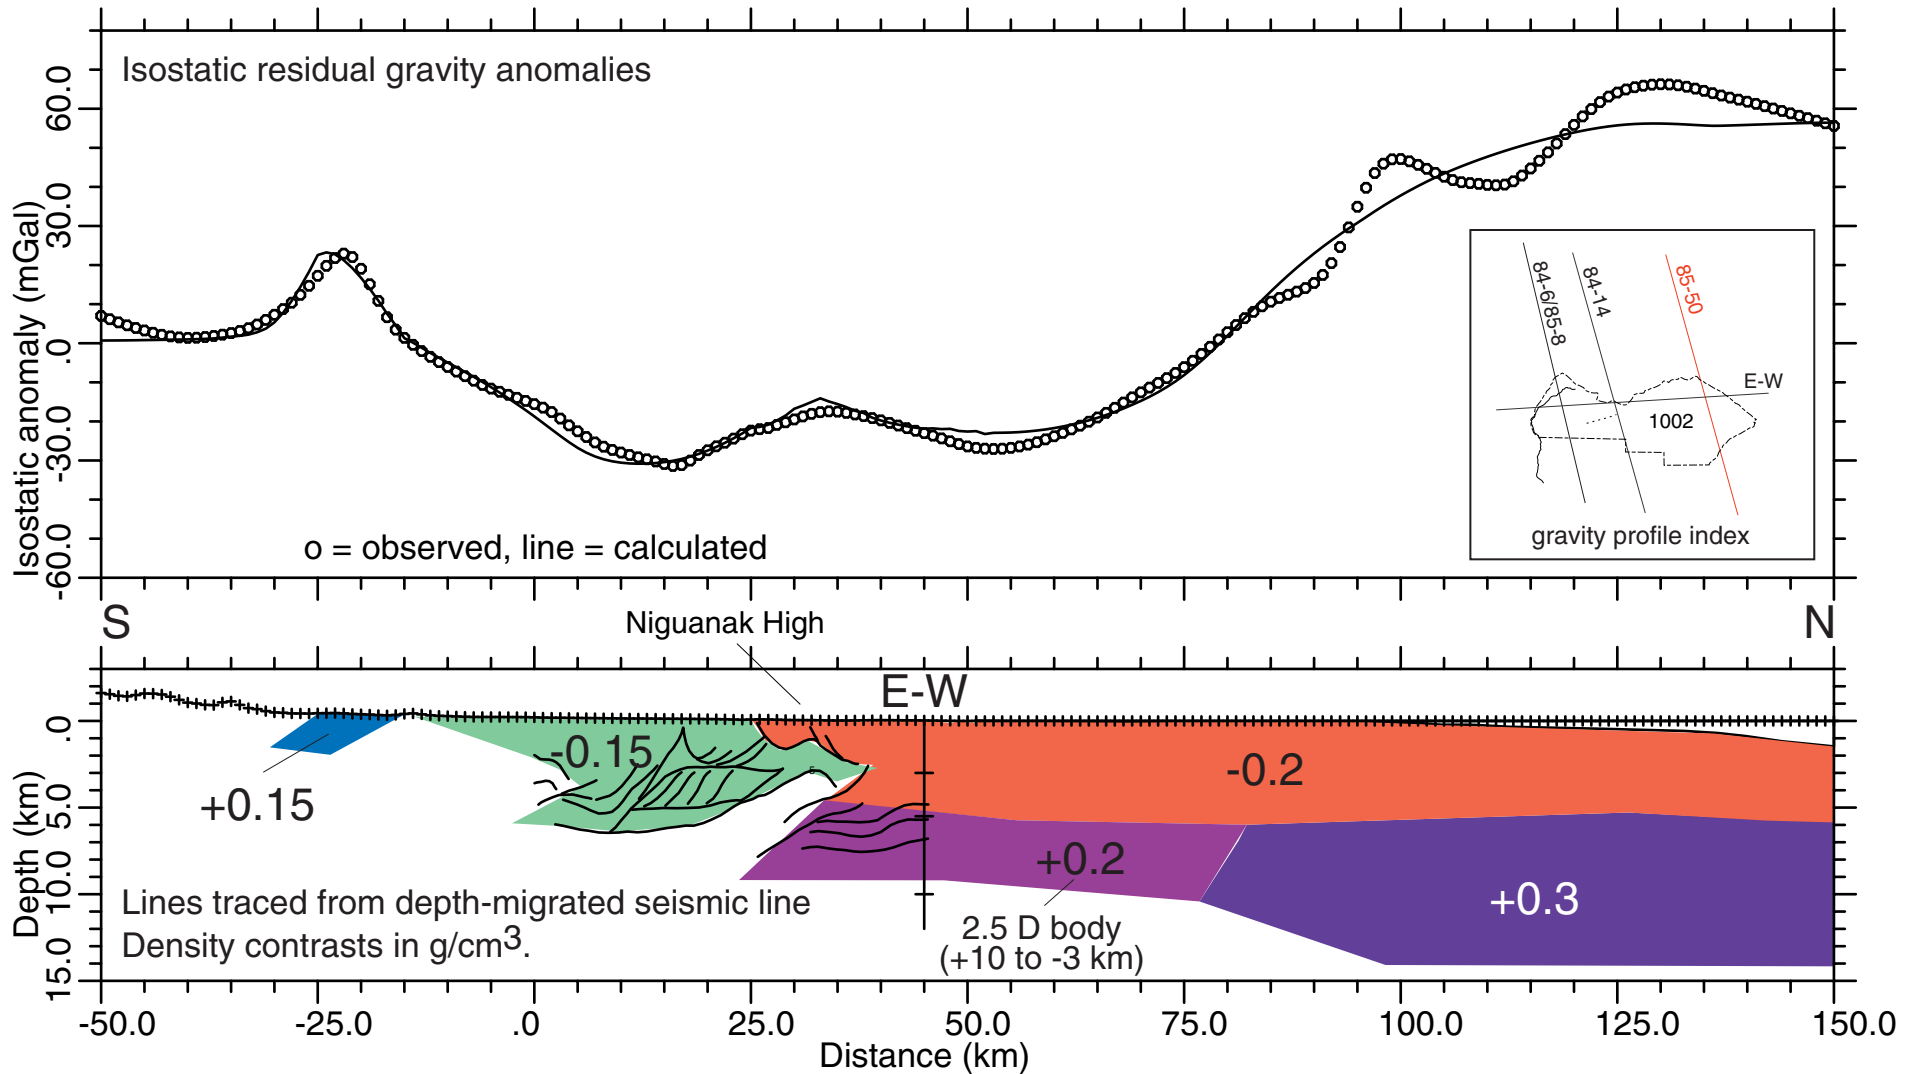 Isostatic residual gravity anomalies
Isostatic anomaly (mGal)
60.0
30.0
.0
-30.0
-60.0
o = observed, line = calculated
84-6/85-8
84-14
85-50
E-W
1002
gravity profile index
S
Niguanak High
N
E-W
Depth (km)
.0
5.0
10.0
15.0
-0.15
-0.2
+0.15
+0.2
+0.3
2.5 D body
(+10 to -3 km)
Lines traced from depth-migrated seismic line
Density contrasts in g/cm3.
-50.0
-25.0
.0
25.0
50.0
75.0
100.0
125.0
150.0
Distance (km)